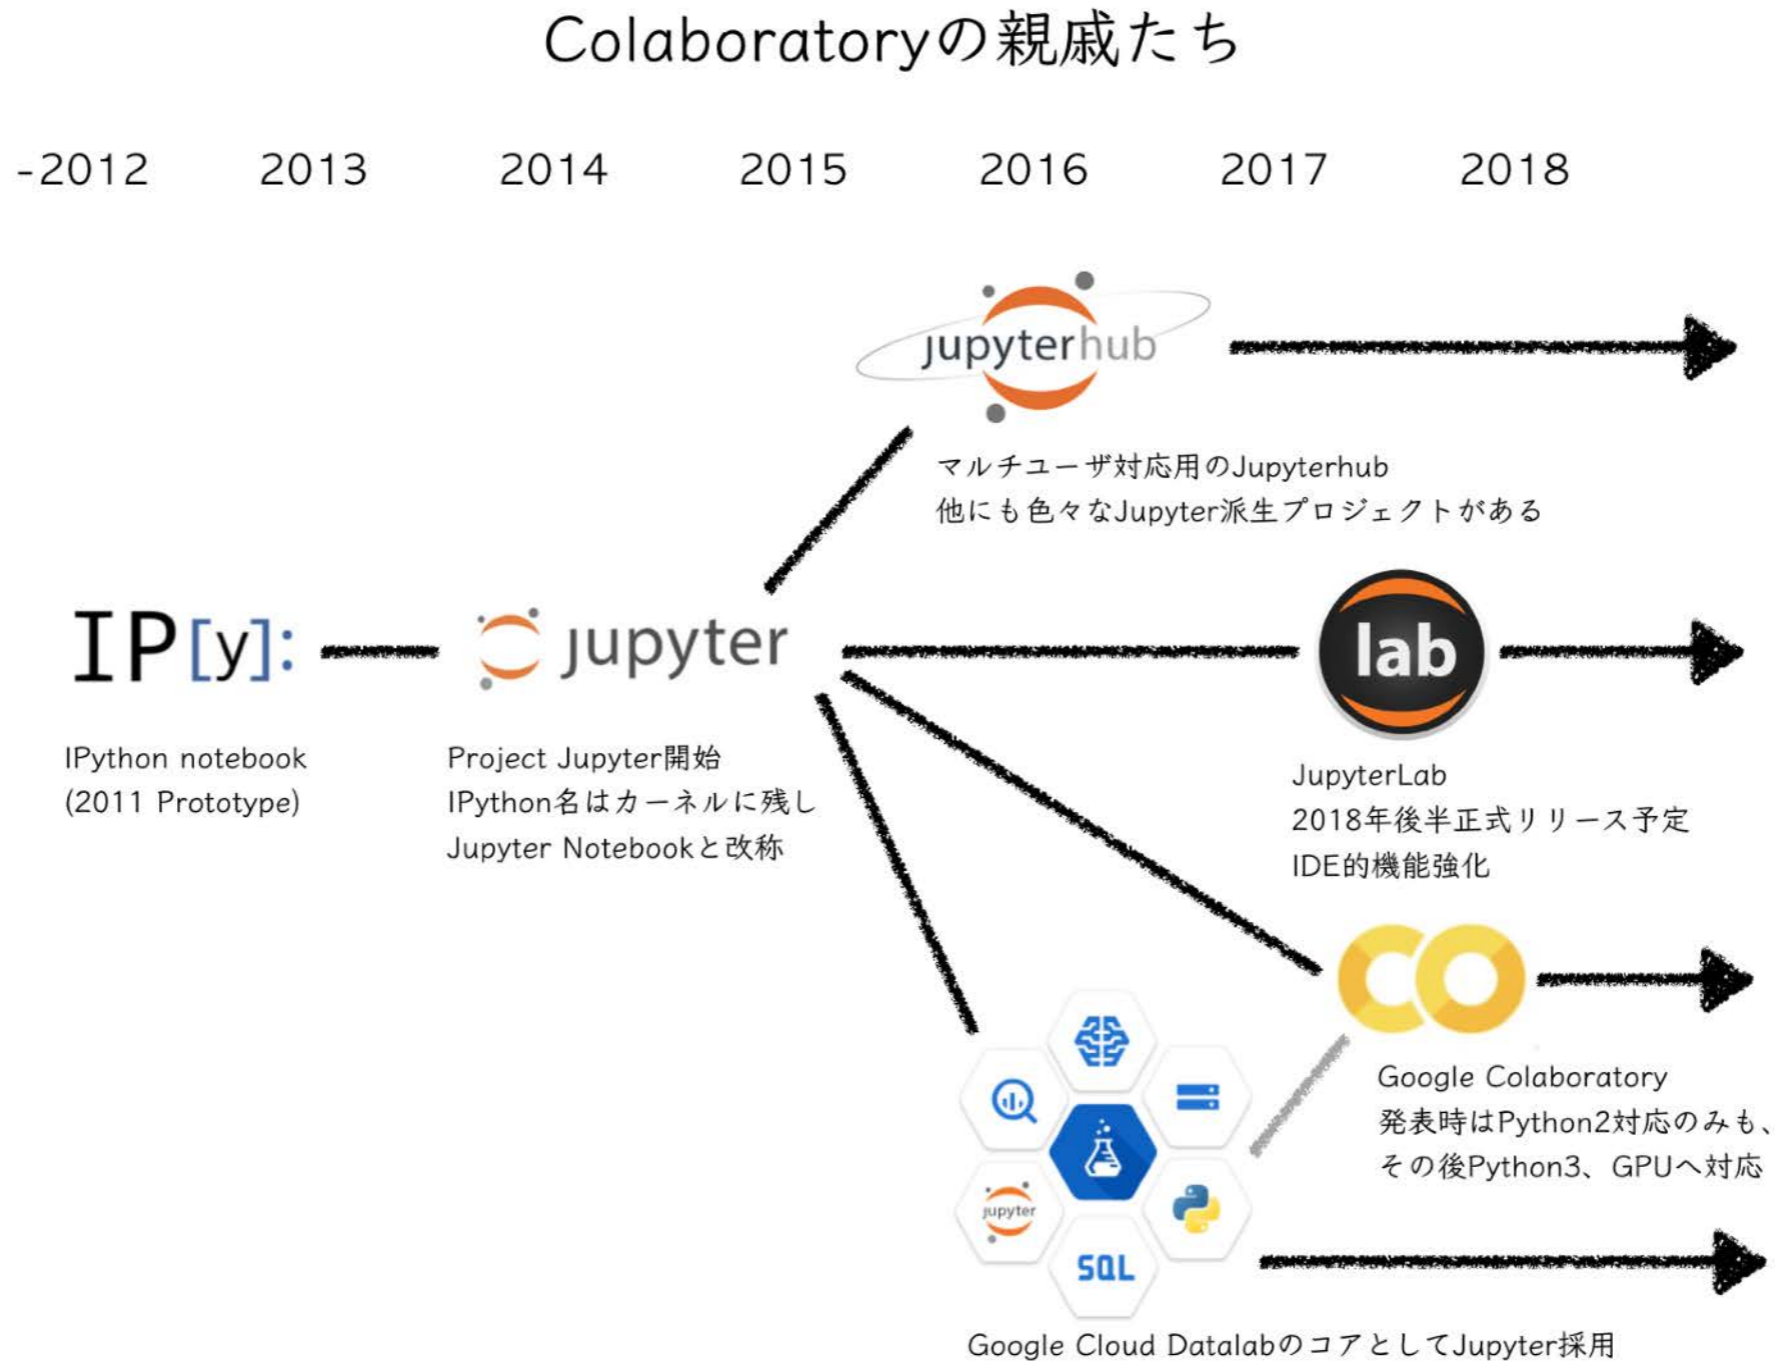 Colaboratoryの親戚たち
-2012 2013 2014 2015 2016 2017 2018
jupyterhub
マルチユーザ対応用のJupyterhub
他にも色々なJupyter派生プロジェクトがある
IP[y]:
jupyter
lab
IPython notebook
(2011 Prototype)
Project Jupyter開始
IPython名はカーネルに残し
Jupyter Notebookと改称
JupyterLab
2018年後半正式リリース予定
IDE的機能強化
CO
Google Colaboratory
発表時はPython2対応のみも、
その後Python3、GPUへ対応
jupyter
SQL
Google Cloud DatalabのコアとしてJupyter採用